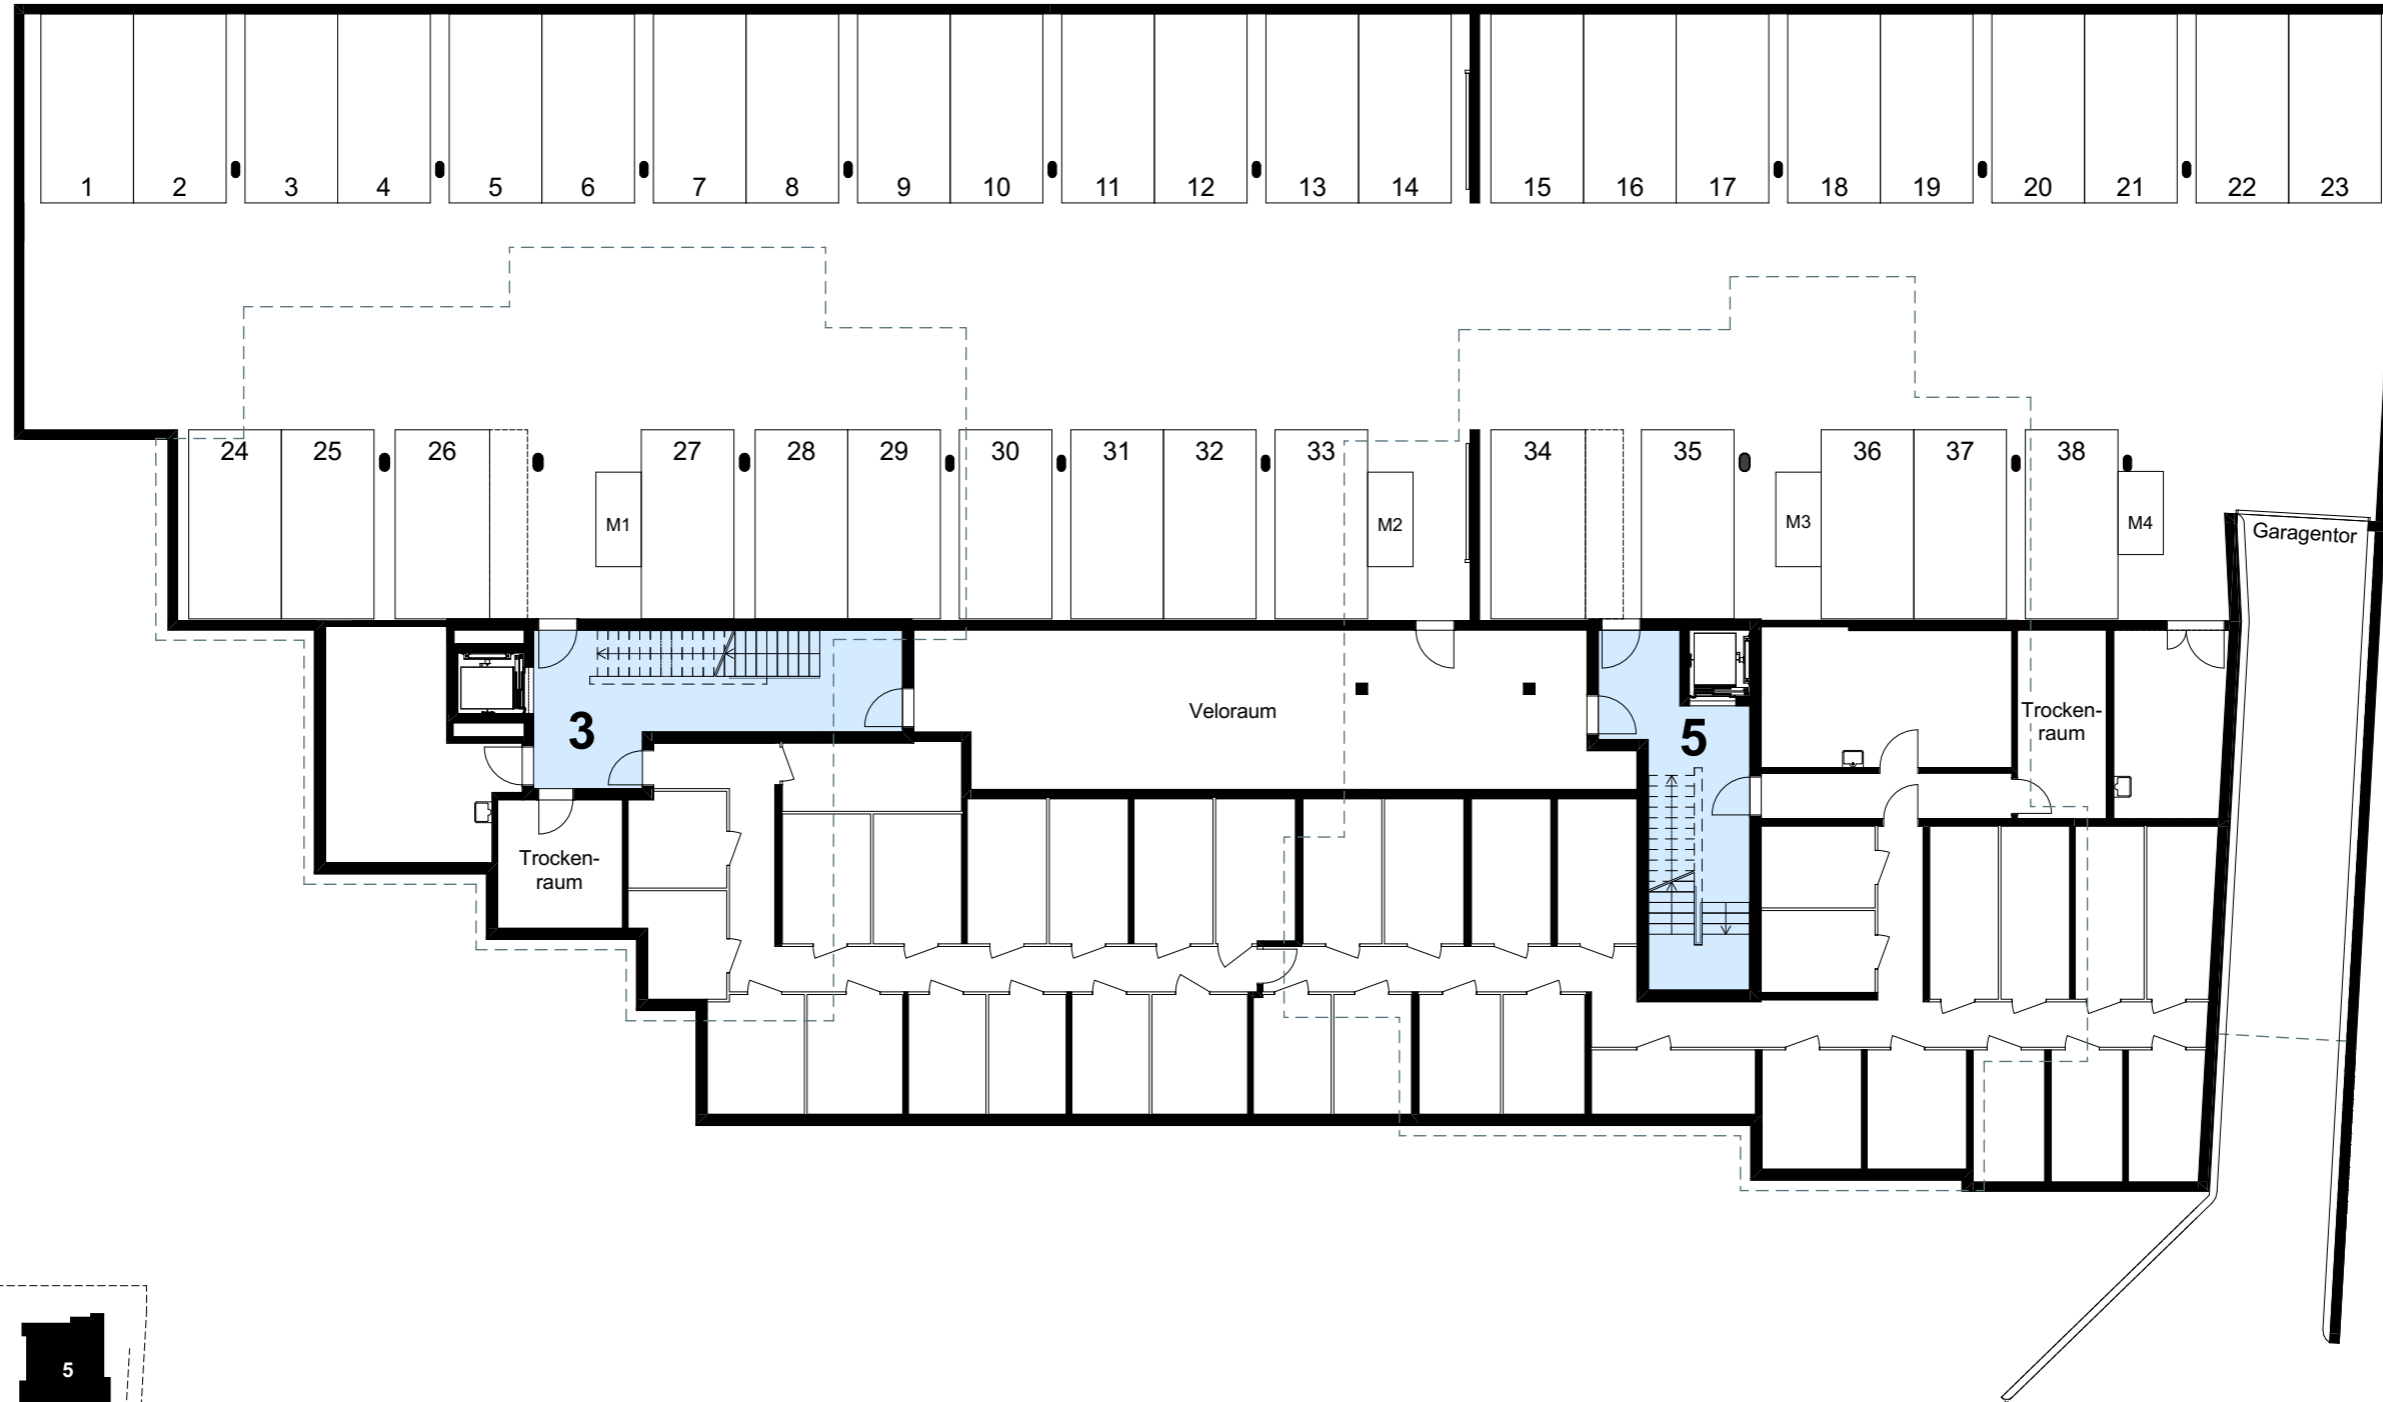 1 2 3 4 5 6 7 8 9 10 11 12 13 14 15 16 17 18 19 20 21 22 23
24 25 26 27 28 29 30 31 32 33 34 35 36 37 38
M1 M2 M3 M4
Garagentor
3
Veloraum
5
Trocken-
raum
Trocken-
raum
5